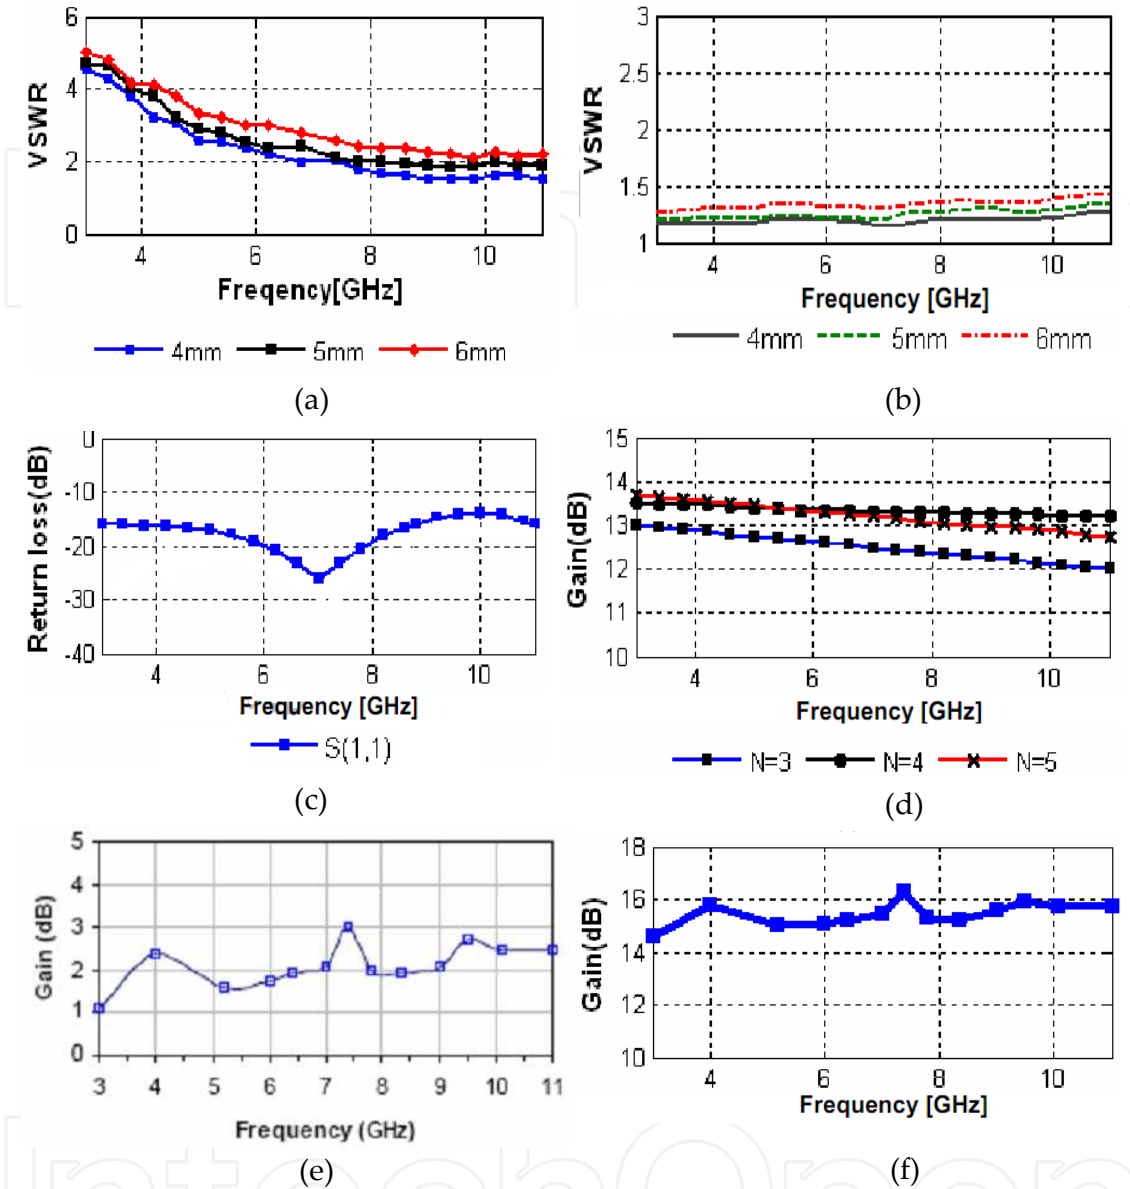 6
4
2
0
VSWR
4
6
8
10
Freqency[GHz]
4mm
5mm
6mm
(a)
3
2.5
2
1.5
1
VSWR
4
6
8
10
Frequency [GHz]
4mm
5mm
6mm
(b)
0
-10
-20
-30
-40
Return loss(dB)
4
6
8
10
Frequency [GHz]
S(1,1)
(c)
15
14
13
12
11
10
Gain(dB)
4
6
8
10
Frequency [GHz]
N=3
N=4
N=5
(d)
5
4
3
2
1
0
Gain (dB)
3 4 5 6 7 8 9 10 11
Frequency (GHz)
(e)
18
16
14
12
10
Gain(dB)
4
6
8
10
Frequency [GHz]
(f)
IntechOpen